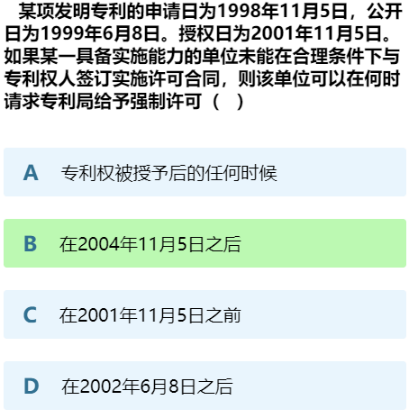 某项发明专利的申请日为1998年11月5日，公开
日为1999年6月8日。授权日为2001年11月5日。
如果某一具备实施能力的单位未能在合理条件下与
专利权人签订实施许可合同，则该单位可以在何时
请求专利局给予强制许可（ ）
A 专利权被授予后的任何时候
B 在2004年11月5日之后
C 在2001年11月5日之前
D 在2002年6月8日之后